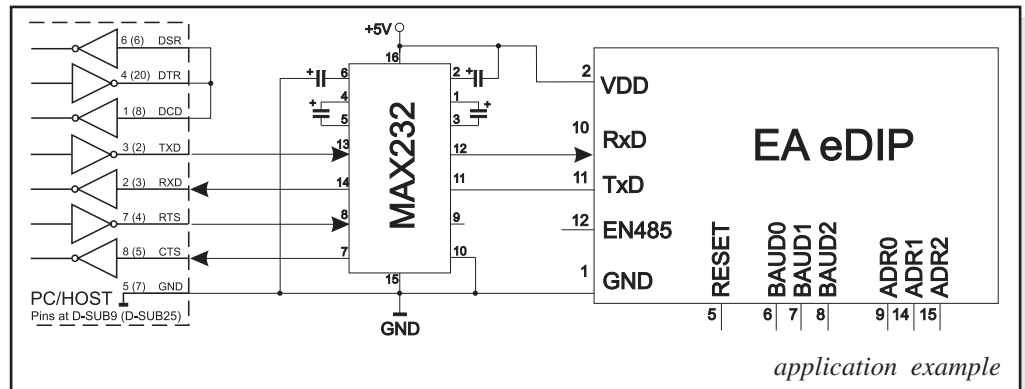 +5V
6 (6) DSR
4 (20) DTR
1 (8) DCD
3 (2) TXD
2 (3) RXD
7 (4) RTS
8 (5) CTS
5 (7) GND
PC/HOST
Pins at D-SUB9 (D-SUB25)
16
+ 6
2 +
+ 4
1
5
3 +
13
12
14
11
8
9
7
10
15
MAX232
GND
2 VDD
10 RxD
11 TxD
12 EN485
1 GND
EA eDIP
RESET
BAUD0
BAUD1
BAUD2
ADR0
ADR1
ADR2
5 6 7 8 9 14 15
application example